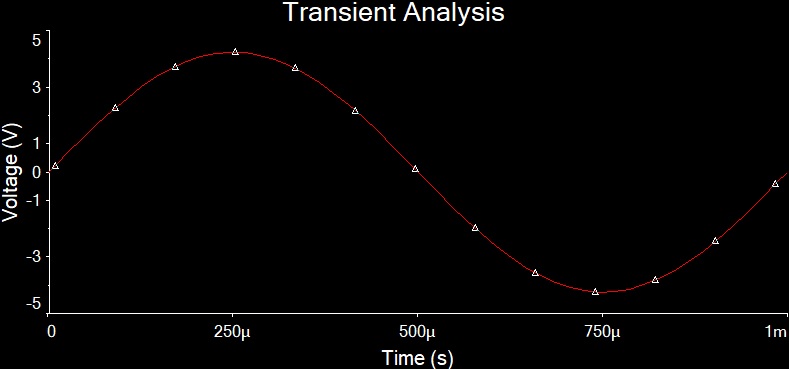 Transient Analysis
5
3
1
0
-1
-3
-5
Voltage (V)
0 250µ 500µ 750µ 1m
Time (s)